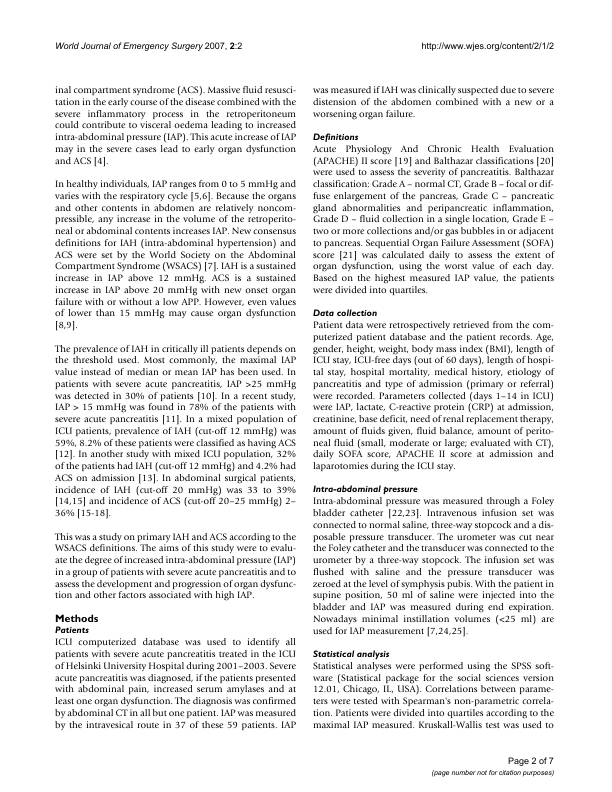 World Journal of Emergency Surgery 2007, 2:2
http://www.wjes.org/content/2/1/2
inal compartment syndrome (ACS). Massive fluid resusci-
tation in the early course of the disease combined with the
severe inflammatory process in the retroperitoneum
could contribute to visceral oedema leading to increased
intra-abdominal pressure (IAP). This acute increase of IAP
may in the severe cases lead to early organ dysfunction
and ACS [4].
In healthy individuals, IAP ranges from 0 to 5 mmHg and
varies with the respiratory cycle [5,6]. Because the organs
and other contents in abdomen are relatively noncom-
pressible, any increase in the volume of the retroperito-
neal or abdominal contents increases IAP. New consensus
definitions for IAH (intra-abdominal hypertension) and
ACS were set by the World Society on the Abdominal
Compartment Syndrome (WSACS) [7]. IAH is a sustained
increase in IAP above 12 mmHg. ACS is a sustained
increase in IAP above 20 mmHg with new onset organ
failure with or without a low APP. However, even values
of lower than 15 mmHg may cause organ dysfunction
[8,9].
The prevalence of IAH in critically ill patients depends on
the threshold used. Most commonly, the maximal IAP
value instead of median or mean IAP has been used. In
patients with severe acute pancreatitis, IAP >25 mmHg
was detected in 30% of patients [10]. In a recent study,
IAP > 15 mmHg was found in 78% of the patients with
severe acute pancreatitis [11]. In a mixed population of
ICU patients, prevalence of IAH (cut-off 12 mmHg) was
59%, 8.2% of these patients were classified as having ACS
[12]. In another study with mixed ICU population, 32%
of the patients had IAH (cut-off 12 mmHg) and 4.2% had
ACS on admission [13]. In abdominal surgical patients,
incidence of IAH (cut-off 20 mmHg) was 33 to 39%
[14,15] and incidence of ACS (cut-off 20–25 mmHg) 2–
36% [15-18].
This was a study on primary IAH and ACS according to the
WSACS definitions. The aims of this study were to evalu-
ate the degree of increased intra-abdominal pressure (IAP)
in a group of patients with severe acute pancreatitis and to
assess the development and progression of organ dysfunc-
tion and other factors associated with high IAP.
Methods
Patients
ICU computerized database was used to identify all
patients with severe acute pancreatitis treated in the ICU
of Helsinki University Hospital during 2001–2003. Severe
acute pancreatitis was diagnosed, if the patients presented
with abdominal pain, increased serum amylases and at
least one organ dysfunction. The diagnosis was confirmed
by abdominal CT in all but one patient. IAP was measured
by the intravesical route in 37 of these 59 patients. IAP
was measured if IAH was clinically suspected due to severe
distension of the abdomen combined with a new or a
worsening organ failure.
Definitions
Acute Physiology And Chronic Health Evaluation
(APACHE) II score [19] and Balthazar classifications [20]
were used to assess the severity of pancreatitis. Balthazar
classification: Grade A – normal CT, Grade B – focal or dif-
fuse enlargement of the pancreas, Grade C – pancreatic
gland abnormalities and peripancreatic inflammation,
Grade D – fluid collection in a single location, Grade E –
two or more collections and/or gas bubbles in or adjacent
to pancreas. Sequential Organ Failure Assessment (SOFA)
score [21] was calculated daily to assess the extent of
organ dysfunction, using the worst value of each day.
Based on the highest measured IAP value, the patients
were divided into quartiles.
Data collection
Patient data were retrospectively retrieved from the com-
puterized patient database and the patient records. Age,
gender, height, weight, body mass index (BMI), length of
ICU stay, ICU-free days (out of 60 days), length of hospi-
tal stay, hospital mortality, medical history, etiology of
pancreatitis and type of admission (primary or referral)
were recorded. Parameters collected (days 1–14 in ICU)
were IAP, lactate, C-reactive protein (CRP) at admission,
creatinine, base deficit, need of renal replacement therapy,
amount of fluids given, fluid balance, amount of perito-
neal fluid (small, moderate or large; evaluated with CT),
daily SOFA score, APACHE II score at admission and
laparotomies during the ICU stay.
Intra-abdominal pressure
Intra-abdominal pressure was measured through a Foley
bladder catheter [22,23]. Intravenous infusion set was
connected to normal saline, three-way stopcock and a dis-
posable pressure transducer. The urometer was cut near
the Foley catheter and the transducer was connected to the
urometer by a three-way stopcock. The infusion set was
flushed with saline and the pressure transducer was
zeroed at the level of symphysis pubis. With the patient in
supine position, 50 ml of saline were injected into the
bladder and IAP was measured during end expiration.
Nowadays minimal instillation volumes (<25 ml) are
used for IAP measurement [7,24,25].
Statistical analysis
Statistical analyses were performed using the SPSS soft-
ware (Statistical package for the social sciences version
12.01, Chicago, IL, USA). Correlations between parame-
ters were tested with Spearman's non-parametric correla-
tion. Patients were divided into quartiles according to the
maximal IAP measured. Kruskall-Wallis test was used to
Page 2 of 7
(page number not for citation purposes)